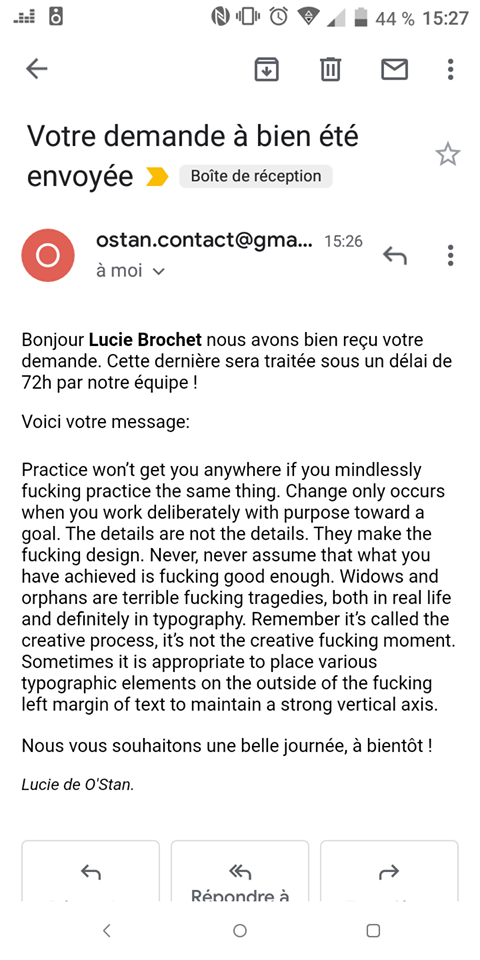 44 % 15:27
Votre demande à bien été
envoyée Boîte de réception
O ostan.contact@gma... 15:26
à moi
Bonjour Lucie Brochet nous avons bien reçu votre
demande. Cette dernière sera traitée sous un délai de
72h par notre équipe !
Voici votre message:
Practice won’t get you anywhere if you mindlessly
fucking practice the same thing. Change only occurs
when you work deliberately with purpose toward a
goal. The details are not the details. They make the
fucking design. Never, never assume that what you
have achieved is fucking good enough. Widows and
orphans are terrible fucking tragedies, both in real life
and definitely in typography. Remember it’s called the
creative process, it’s not the creative fucking moment.
Sometimes it is appropriate to place various
typographic elements on the outside of the fucking
left margin of text to maintain a strong vertical axis.
Nous vous souhaitons une belle journée, à bientôt !
Lucie de O'Stan.
Répondre à